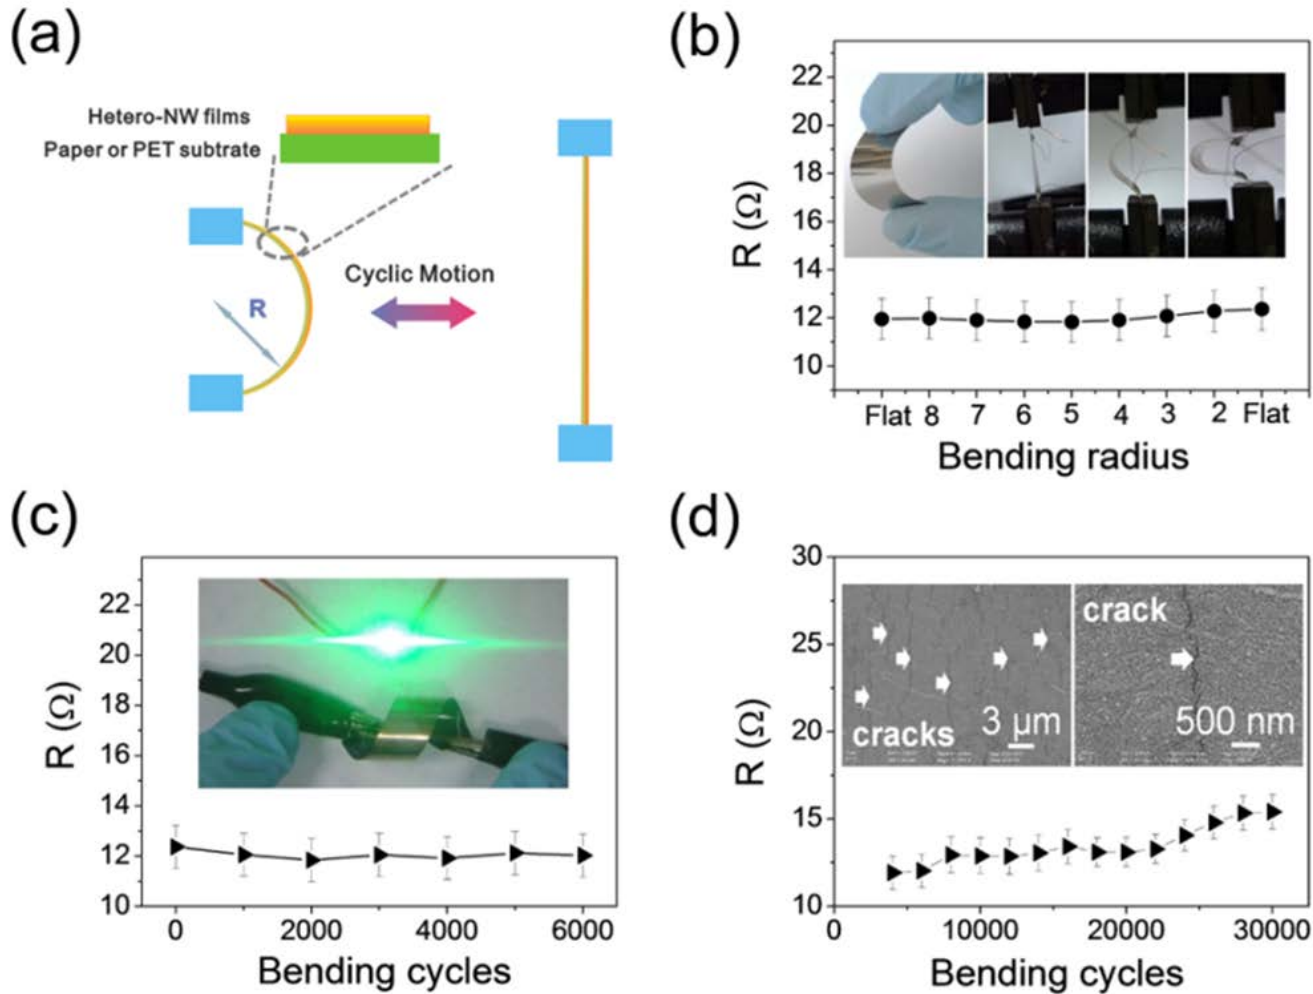 (a)
Hetero-NW films
Paper or PET subtrate
R
Cyclic Motion
(b)
R (Ω)
22
20
18
16
14
12
10
Flat 8 7 6 5 4 3 2 Flat
Bending radius
(c)
R (Ω)
22
20
18
16
14
12
10
0 2000 4000 6000
Bending cycles
(d)
R (Ω)
30
25
20
15
10
cracks
3 µm
crack
500 nm
0 10000 20000 30000
Bending cycles